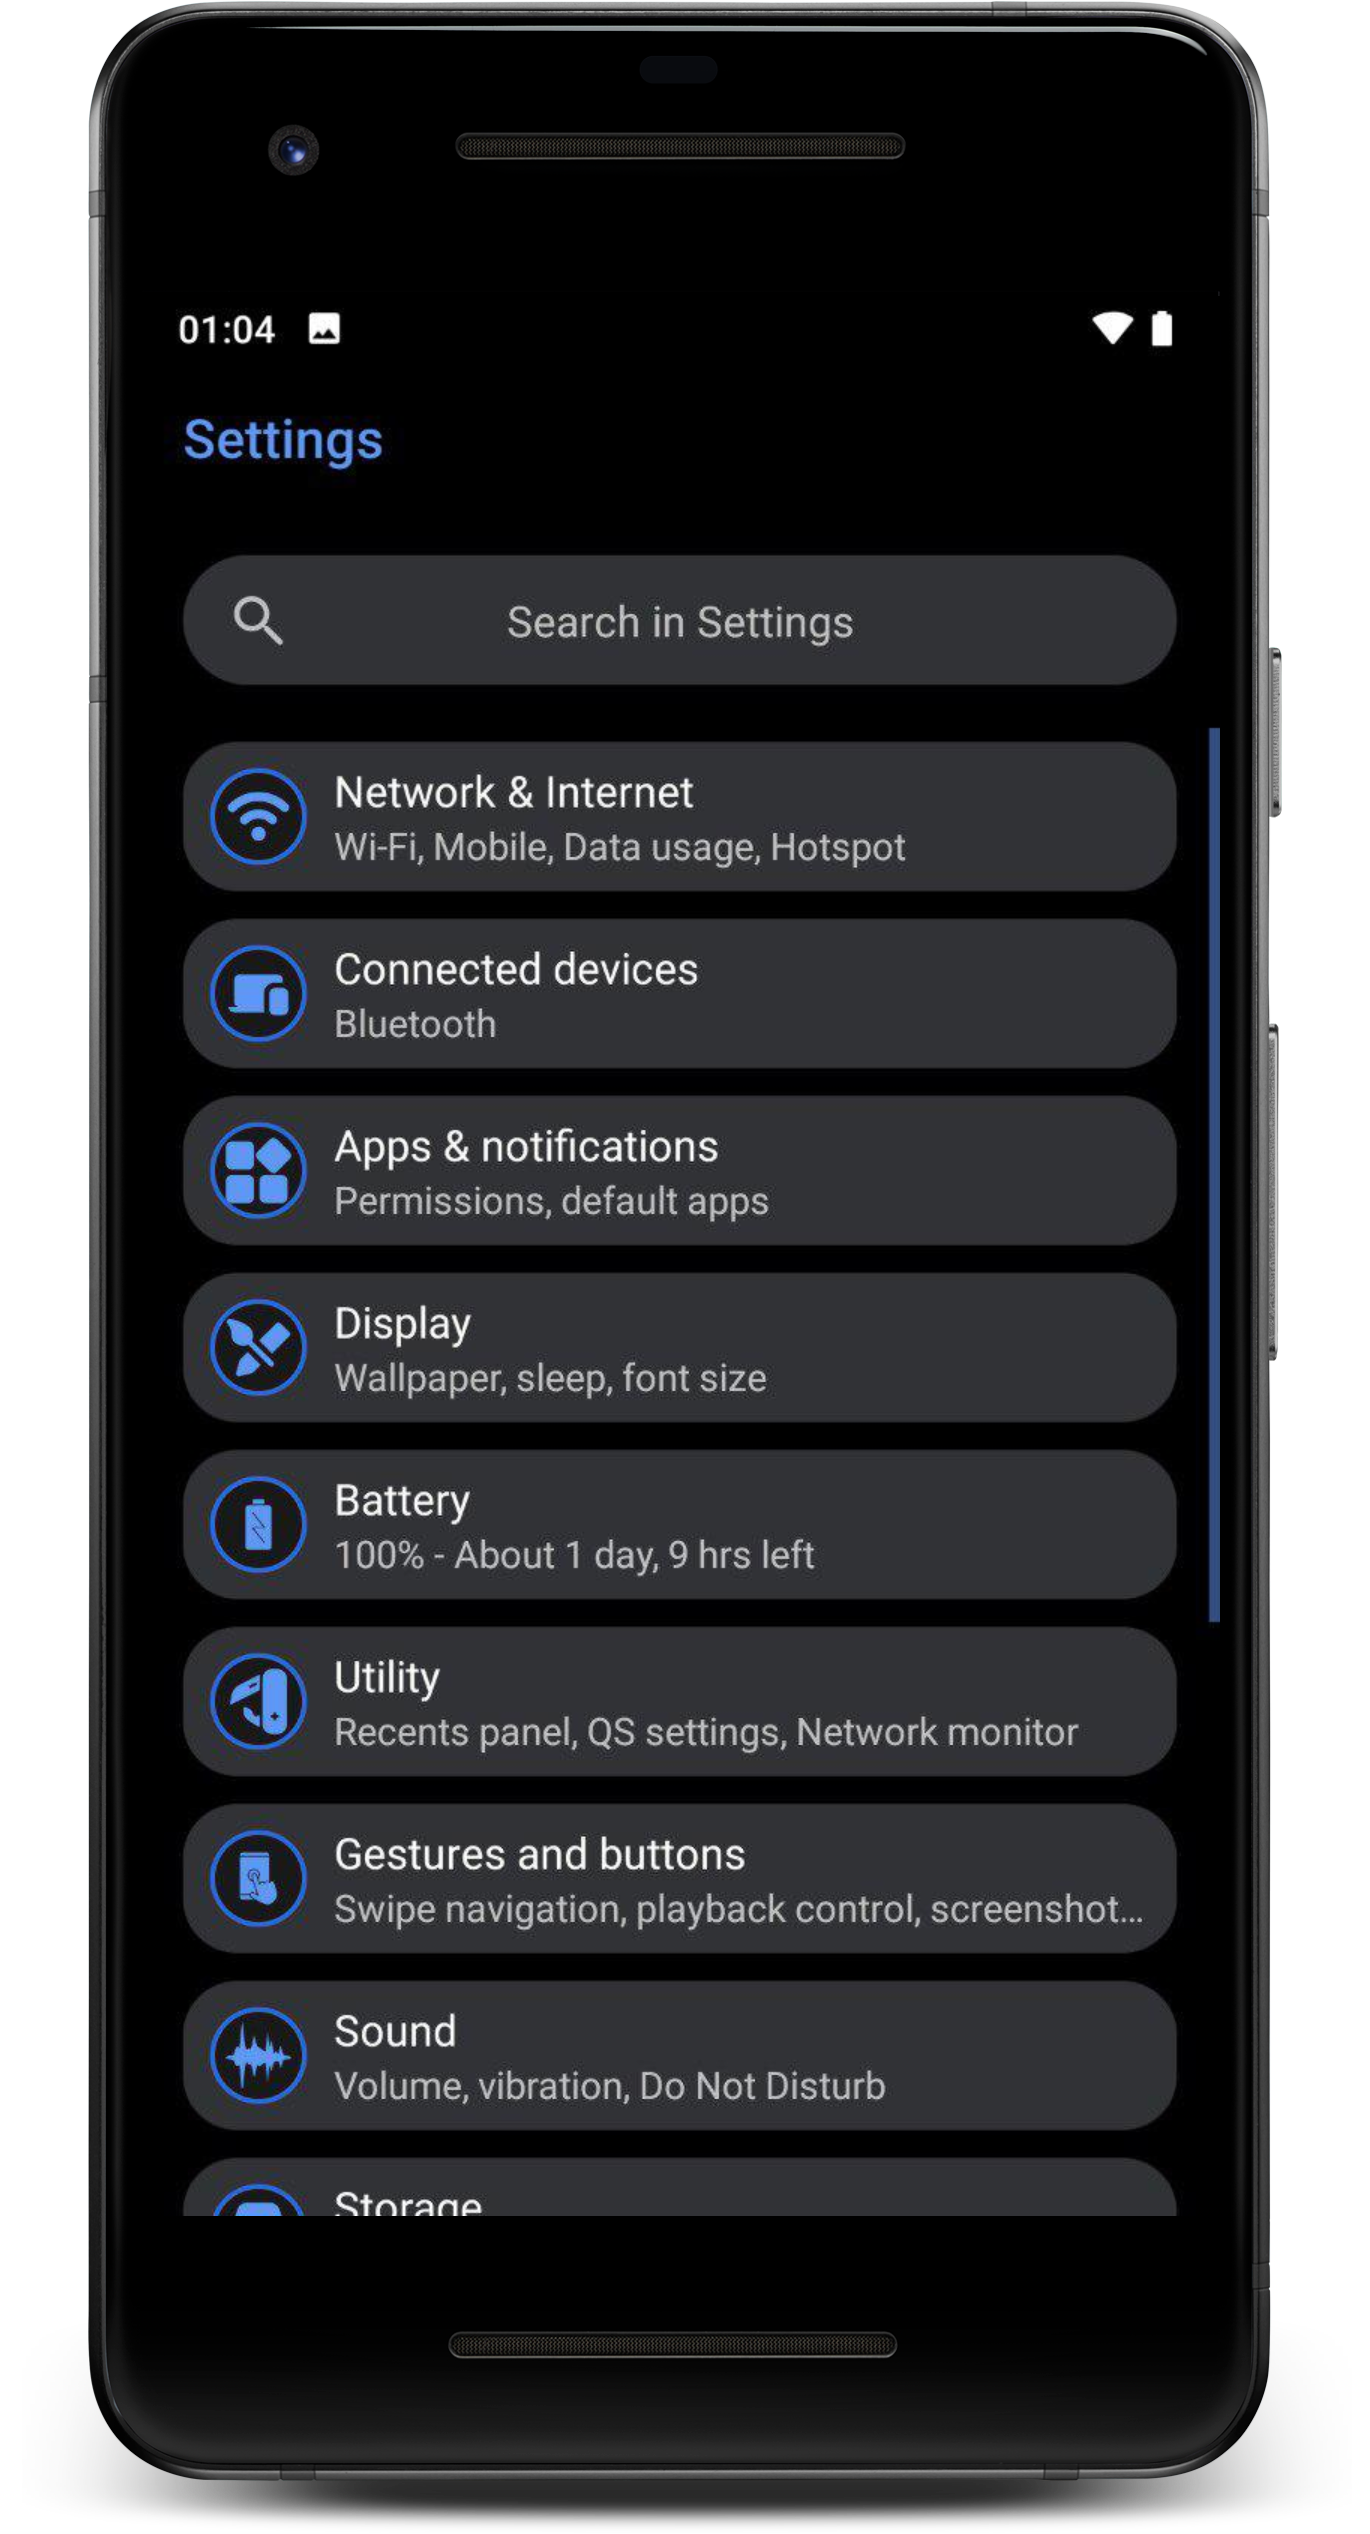 01:04
Settings
Search in Settings
Network & Internet
Wi-Fi, Mobile, Data usage, Hotspot
Connected devices
Bluetooth
Apps & notifications
Permissions, default apps
Display
Wallpaper, sleep, font size
Battery
100% - About 1 day, 9 hrs left
Utility
Recents panel, QS settings, Network monitor
Gestures and buttons
Swipe navigation, playback control, screenshot…
Sound
Volume, vibration, Do Not Disturb
Storage